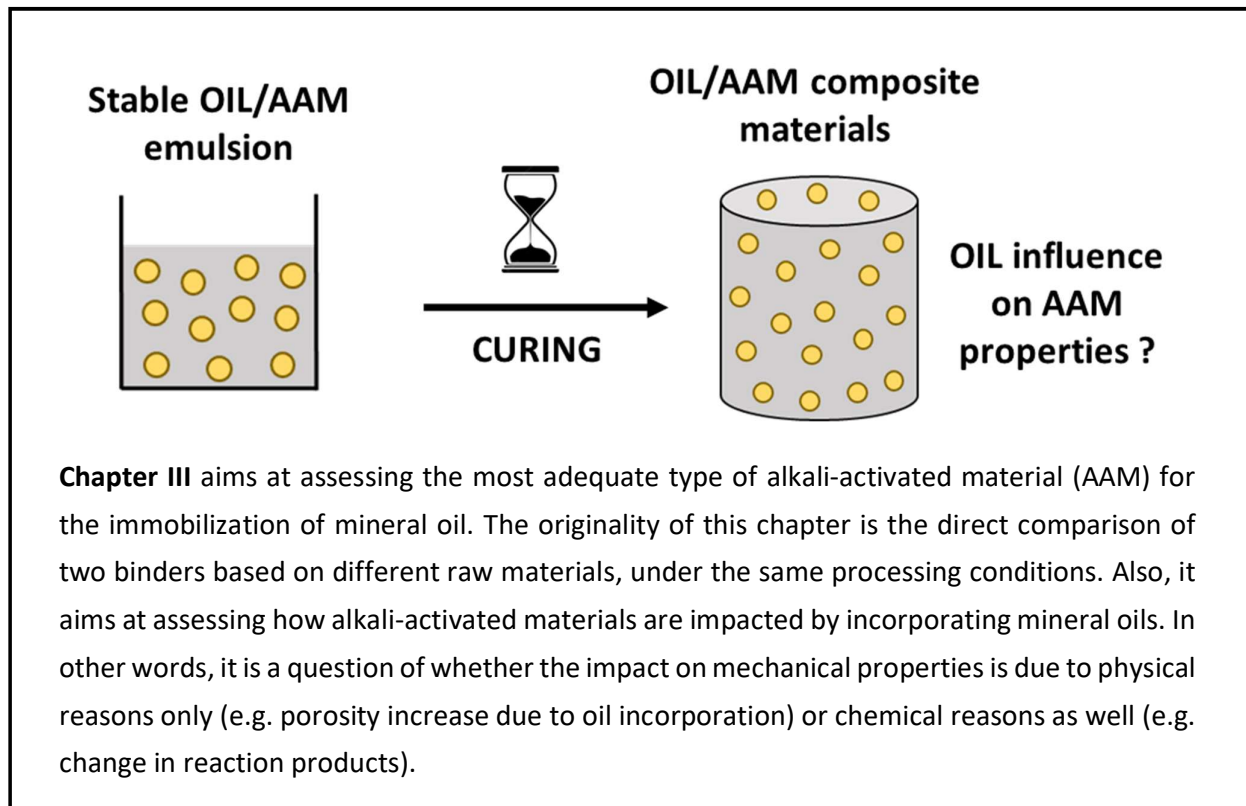 Stable OIL/AAM
emulsion
CURING
OIL/AAM composite
materials
OIL influence
on AAM
properties ?
Chapter III aims at assessing the most adequate type of alkali-activated material (AAM) for
the immobilization of mineral oil. The originality of this chapter is the direct comparison of
two binders based on different raw materials, under the same processing conditions. Also, it
aims at assessing how alkali-activated materials are impacted by incorporating mineral oils. In
other words, it is a question of whether the impact on mechanical properties is due to physical
reasons only (e.g. porosity increase due to oil incorporation) or chemical reasons as well (e.g.
change in reaction products).